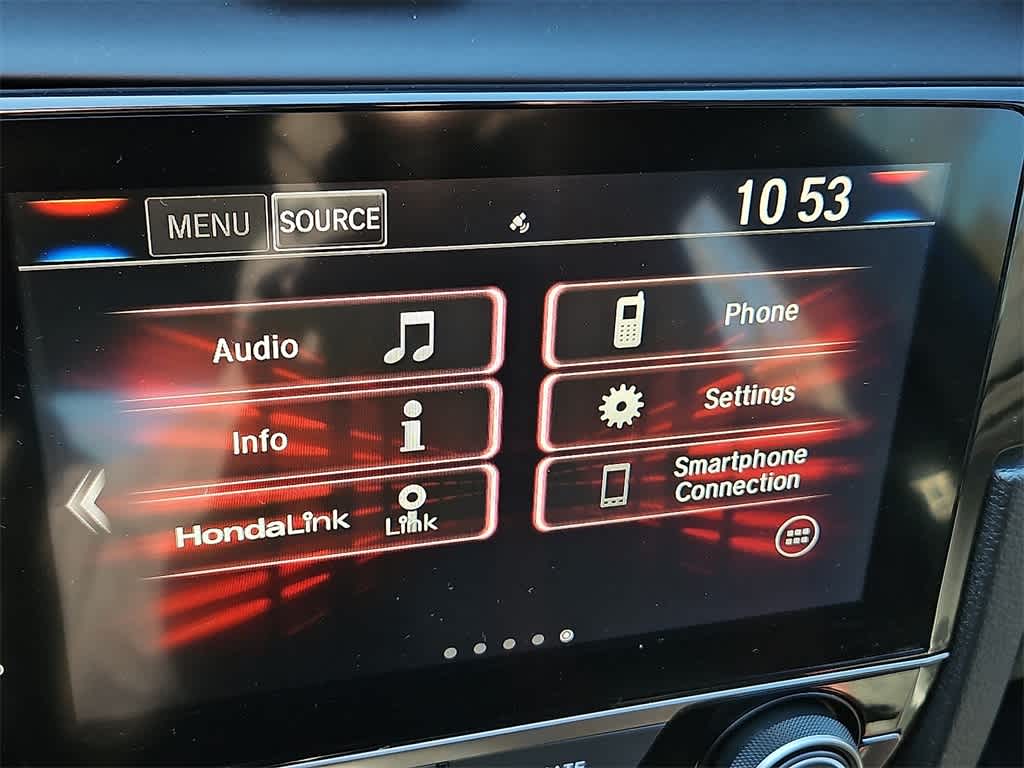 MENU SOURCE 10 53
Audio
Phone
Info
Settings
HondaLink Link
Smartphone
Connection